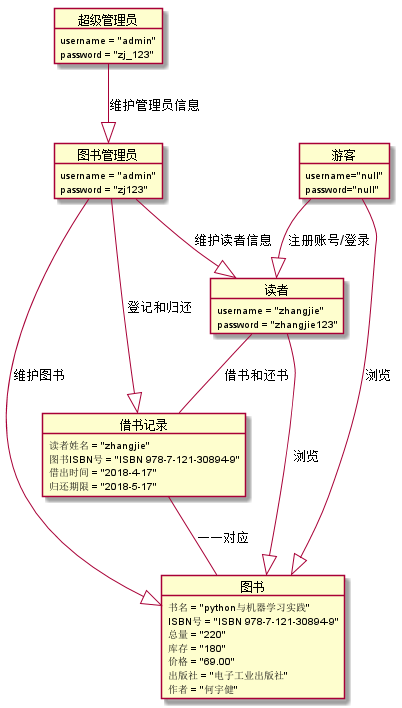 超级管理员
username = "admin"
password = "zj_123"
维护管理员信息
图书管理员
username = "admin"
password = "zj123"
游客
username="null"
password="null"
维护读者信息
注册账号/登录
读者
username = "zhangjie"
password = "zhangjie123"
登记和归还
维护图书
借书和还书
浏览
借书记录
读者姓名 = "zhangjie"
图书ISBN号 = "ISBN 978-7-121-30894-9"
借出时间 = "2018-4-17"
归还期限 = "2018-5-17"
浏览
一一对应
图书
书名 = "python与机器学习实践"
ISBN号 = "ISBN 978-7-121-30894-9"
总量 = "220"
库存 = "180"
价格 = "69.00"
出版社 = "电子工业出版社"
作者 = "何宇健"